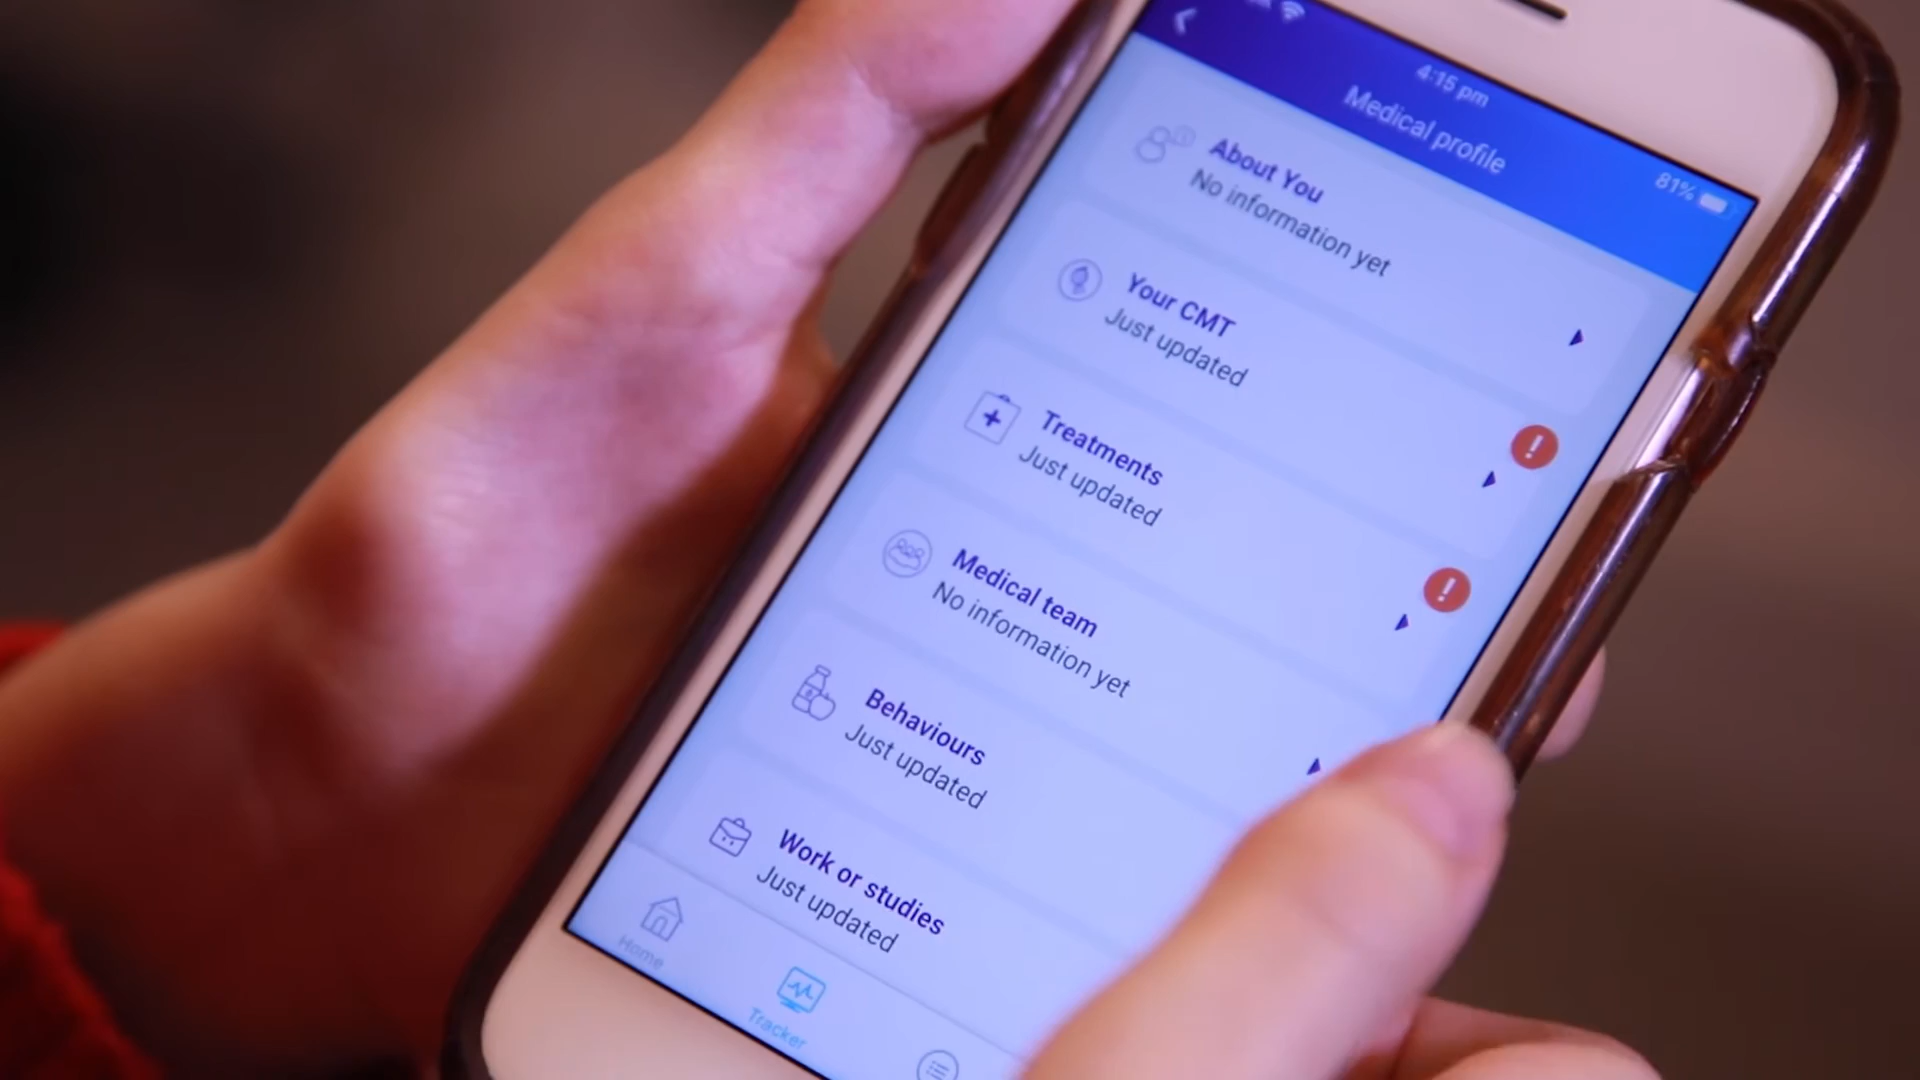 4:15 pm
Medical profile
81%
About You
No information yet
Your CMT
Just updated
!
Treatments
Just updated
!
Medical team
No information yet
Behaviours
Just updated
Work or studies
Just updated
Home
Tracker